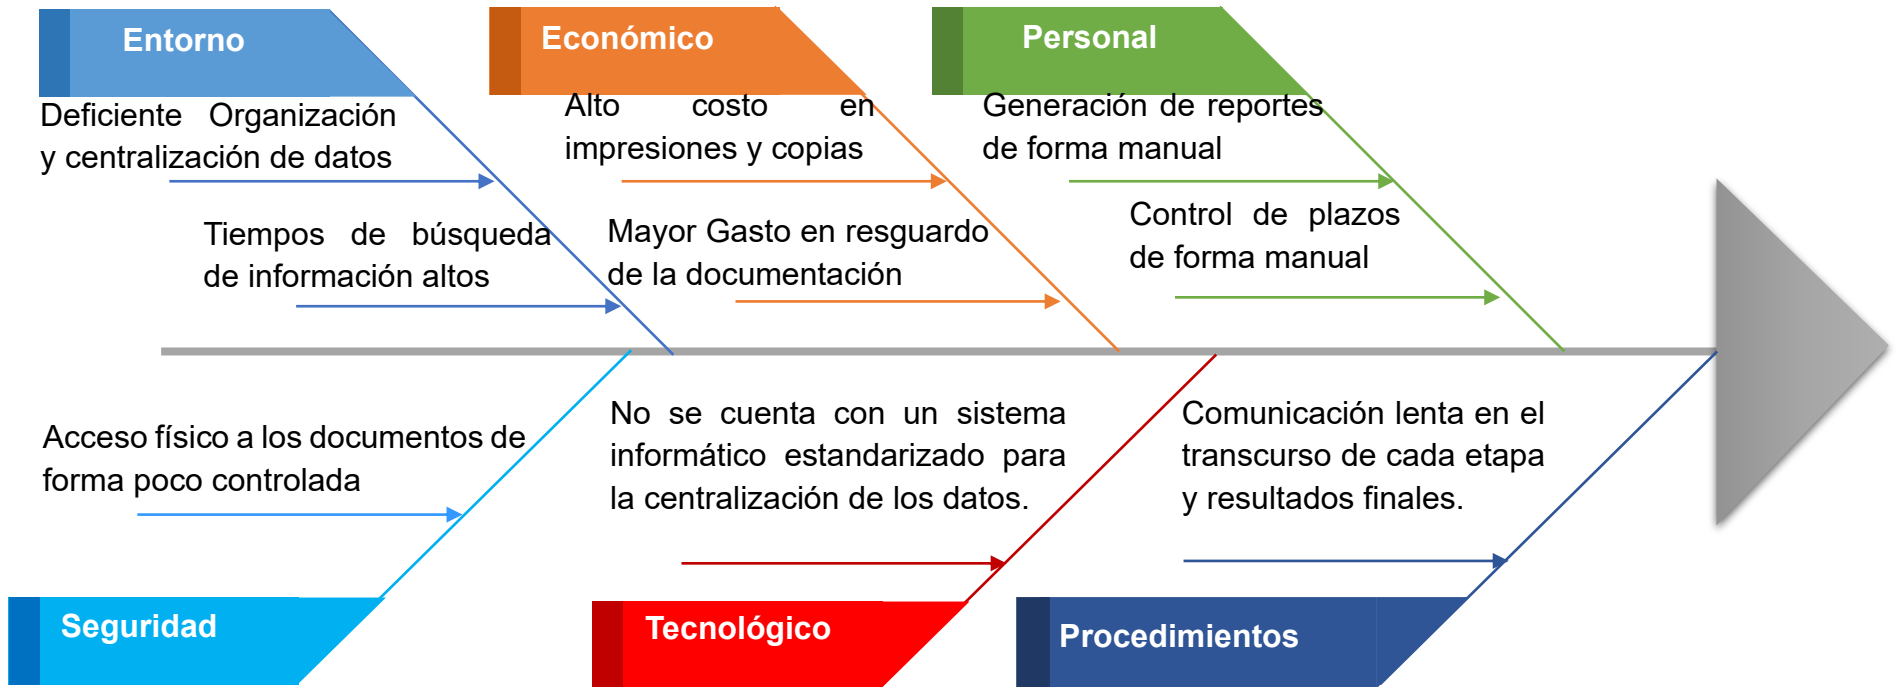 Entorno
Deficiente Organización
y centralización de datos
Tiempos de búsqueda
de información altos
Económico
Alto costo en
impresiones y copias
Mayor Gasto en resguardo
de la documentación
Personal
Generación de reportes
de forma manual
Control de plazos
de forma manual
Acceso físico a los documentos de
forma poco controlada
Seguridad
No se cuenta con un sistema
informático estandarizado para
la centralización de los datos.
Tecnológico
Comunicación lenta en el
transcurso de cada etapa
y resultados finales.
Procedimientos